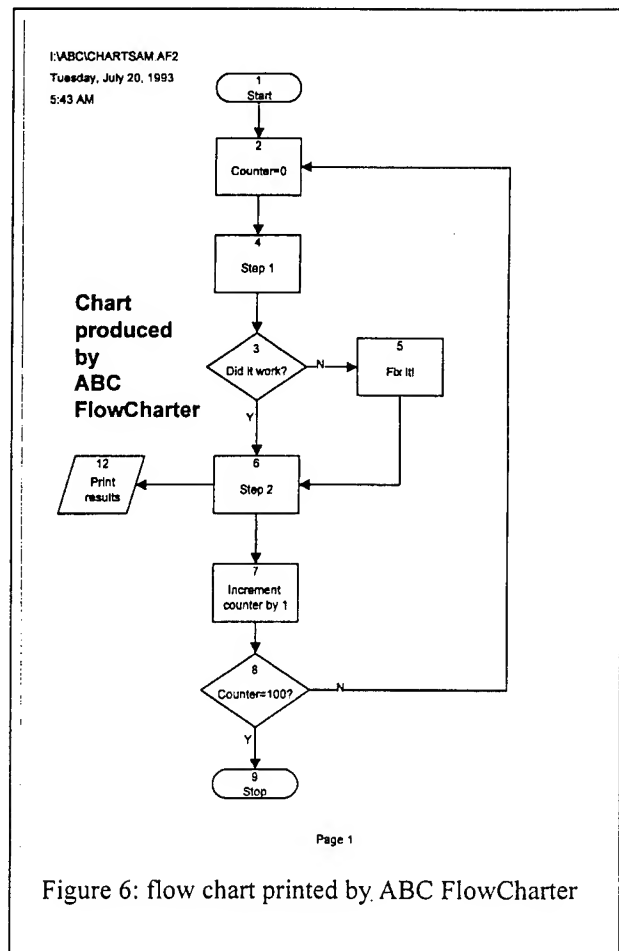 I:\ABC\CHARTSAM.AF2
Tuesday, July 20, 1993
5:43 AM
1
Start
2
Counter=0
4
Step 1
Chart
produced
by
ABC
FlowCharter
3
Did it work?
N
5
Fix It!
Y
12
Print
results
6
Step 2
7
Increment
counter by 1
8
Counter=100?
N
Y
9
Stop
Page 1
Figure 6: flow chart printed by ABC FlowCharter